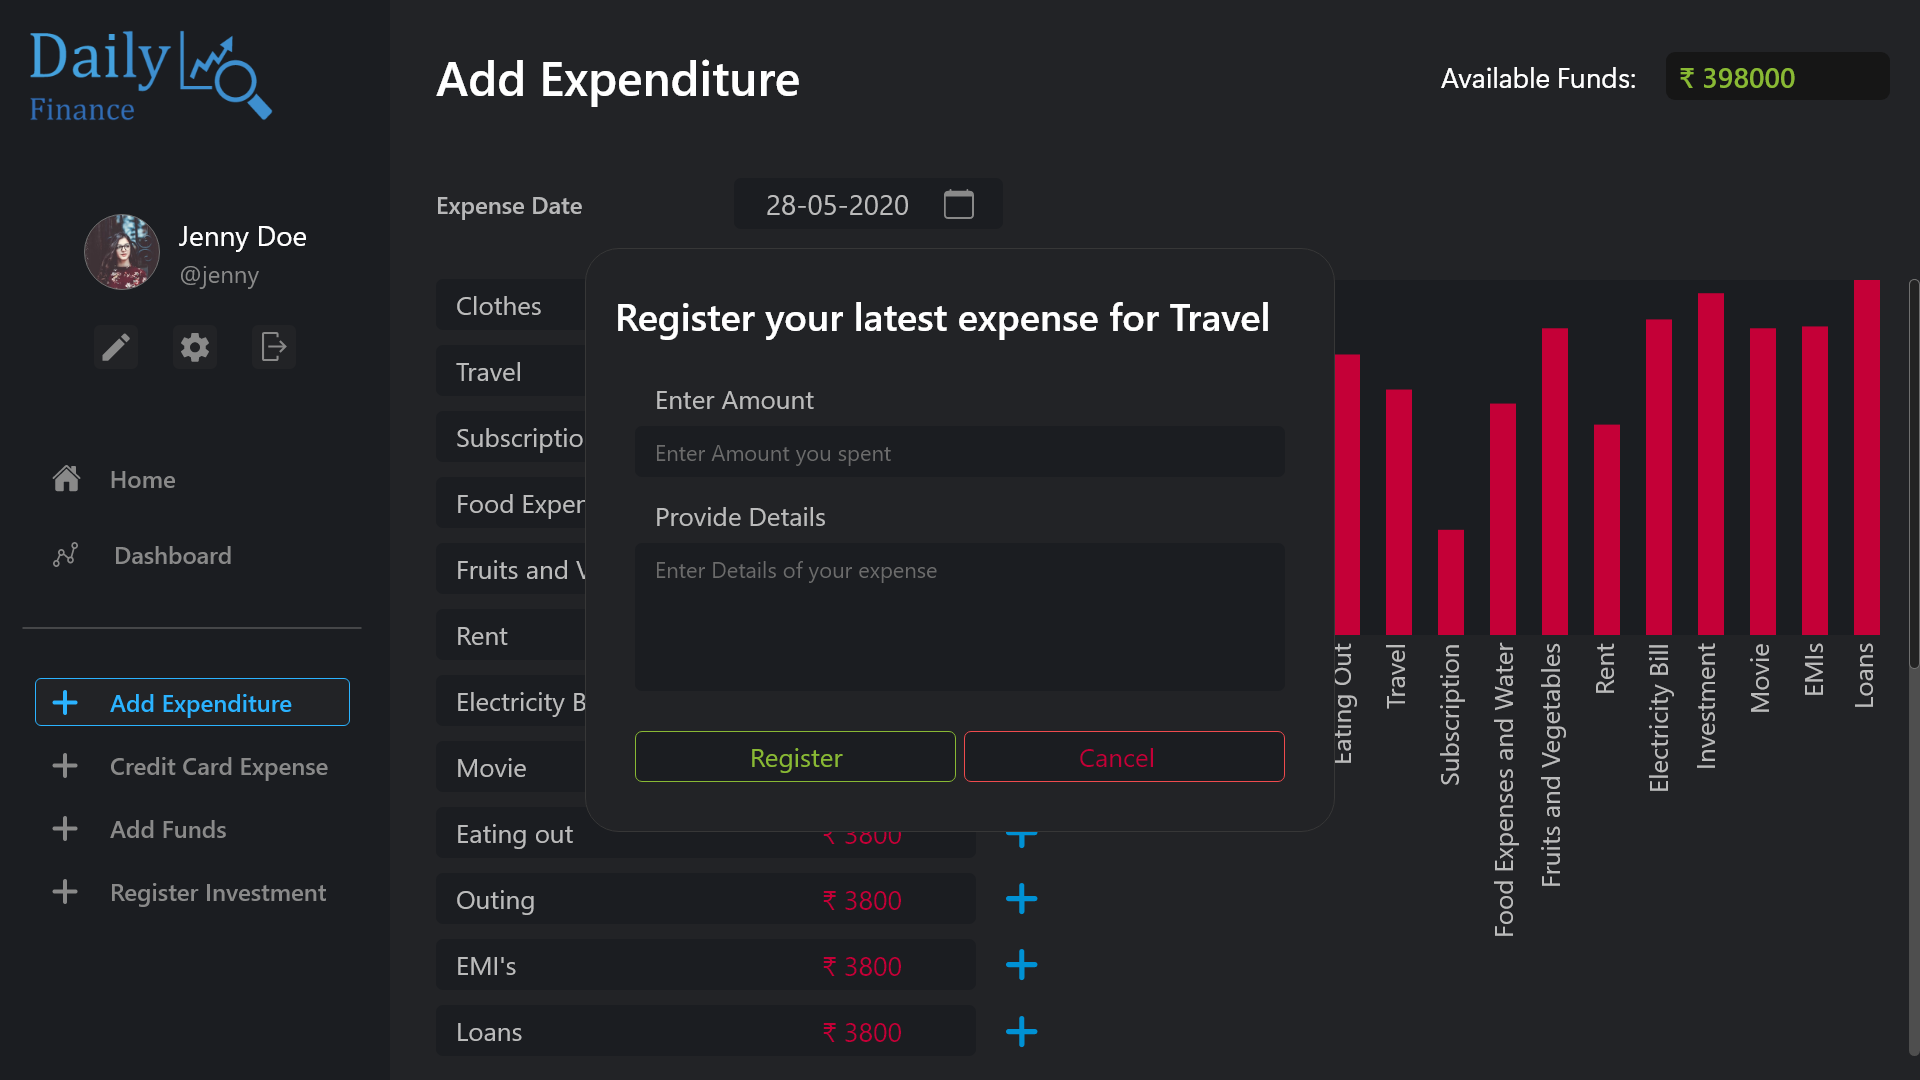 Daily
Finance
Jenny Doe
@jenny
Home
Dashboard
Add Expenditure
Credit Card Expense
Add Funds
Register Investment
Add Expenditure
Available Funds:
₹ 398000
Expense Date
28-05-2020
Clothes
Travel
Subscriptio
Food Exper
Fruits and V
Rent
Electricity B
Movie
Eating out ₹ 3800
Outing ₹ 3800
EMI's ₹ 3800
Loans ₹ 3800
Register your latest expense for Travel
Enter Amount
Enter Amount you spent
Provide Details
Enter Details of your expense
Register
Cancel
Eating Out
Travel
Subscription
Food Expenses and Water
Fruits and Vegetables
Rent
Electricity Bill
Investment
Movie
EMIs
Loans